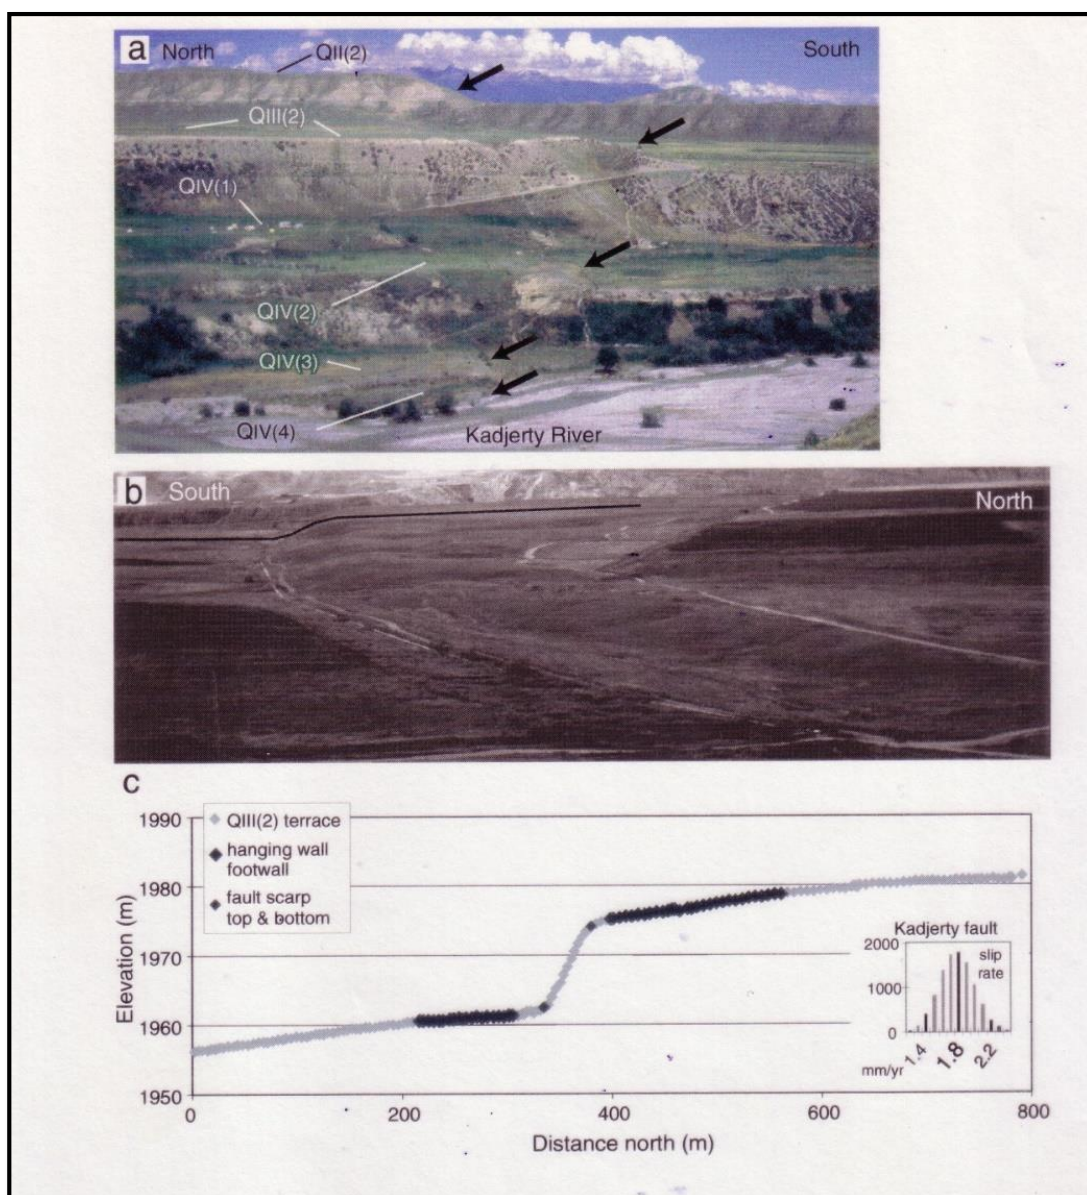 a
North
QII(2)
South
QIII(2)
QIV(1)
QIV(2)
QIV(3)
QIV(4)
Kadjerty River
b
South
North
c
1990
1980
1970
1960
1950
Elevation (m)
QIII(2) terrace
hanging wall
footwall
fault scarp
top & bottom
Kadjerty fault
2000
1000
0
slip
rate
mm/yr
1.4
1.8
2.2
0
200
400
600
800
Distance north (m)